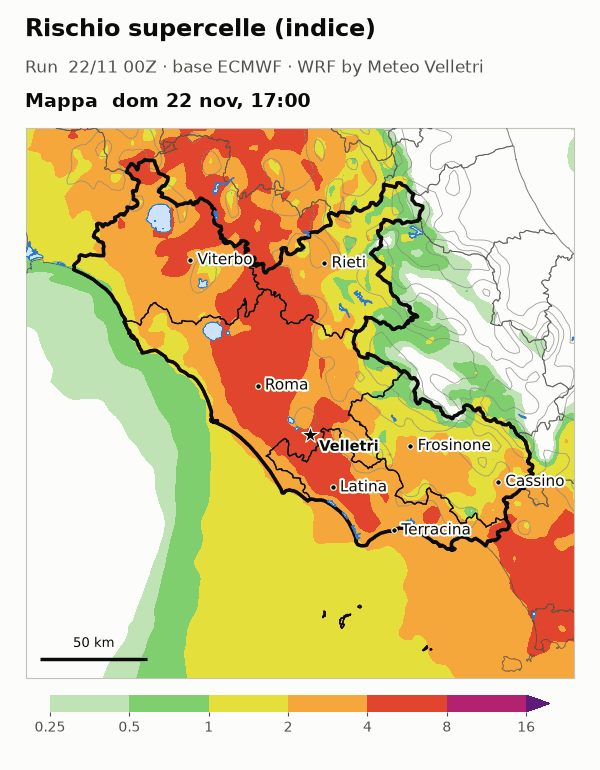 Rischio supercelle (indice)
Run  22/11 00Z · base ECMWF · WRF by Meteo Velletri
Mappa  dom 22 nov, 17:00
Viterbo
Rieti
Roma
Velletri
Frosinone
Cassino
Latina
Terracina
50 km
0.25 0.5 1 2 4 8 16